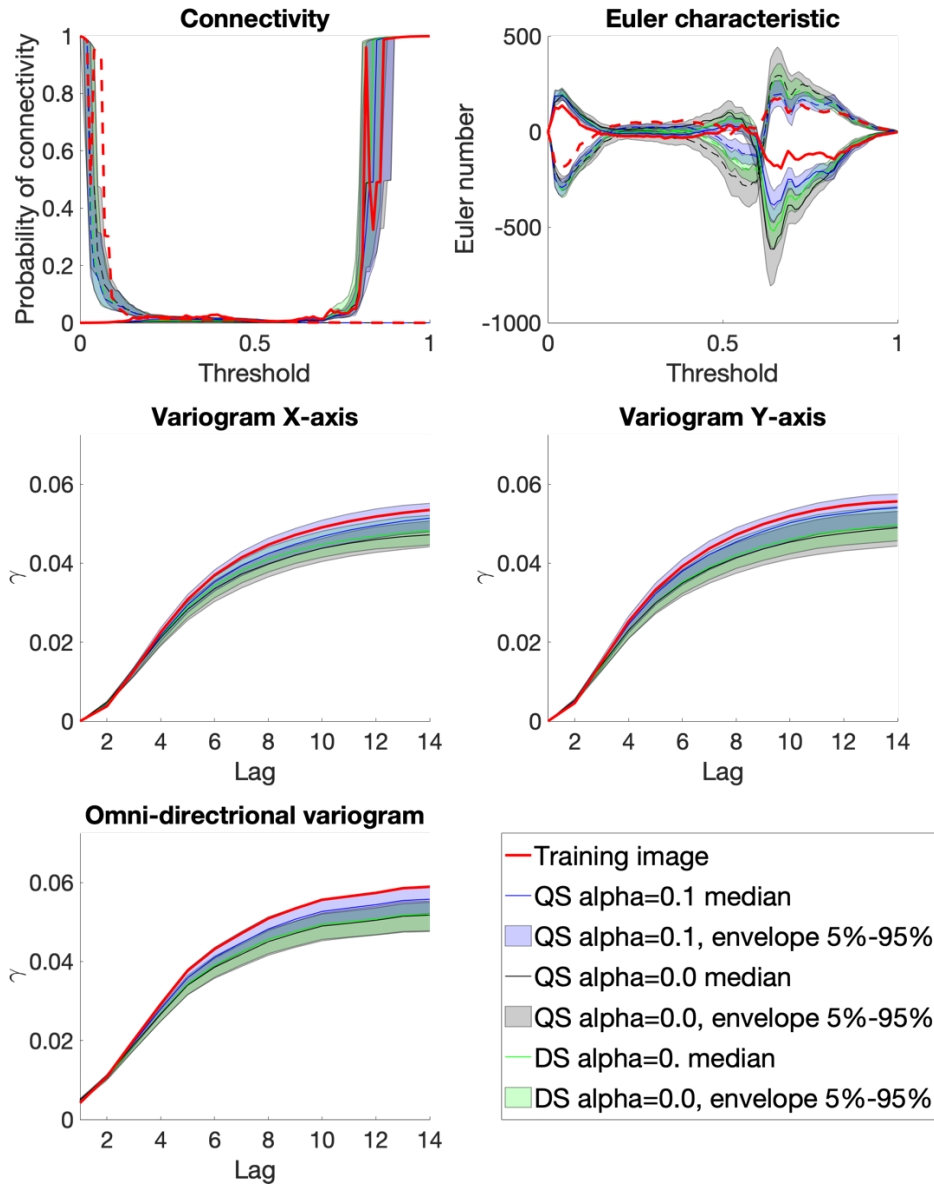 Connectivity
Probability of connectivity
1
0.8
0.6
0.4
0.2
0
0 0.5 1
Threshold
Euler characteristic
Euler number
500
0
-500
-1000
0 0.5 1
Threshold
Variogram X-axis
γ
0.06
0.04
0.02
0
2 4 6 8 10 12 14
Lag
Variogram Y-axis
γ
0.06
0.04
0.02
0
2 4 6 8 10 12 14
Lag
Omni-directrional variogram
γ
0.06
0.04
0.02
0
2 4 6 8 10 12 14
Lag
Training image
QS alpha=0.1 median
QS alpha=0.1, envelope 5%-95%
QS alpha=0.0 median
QS alpha=0.0, envelope 5%-95%
DS alpha=0. median
DS alpha=0.0, envelope 5%-95%